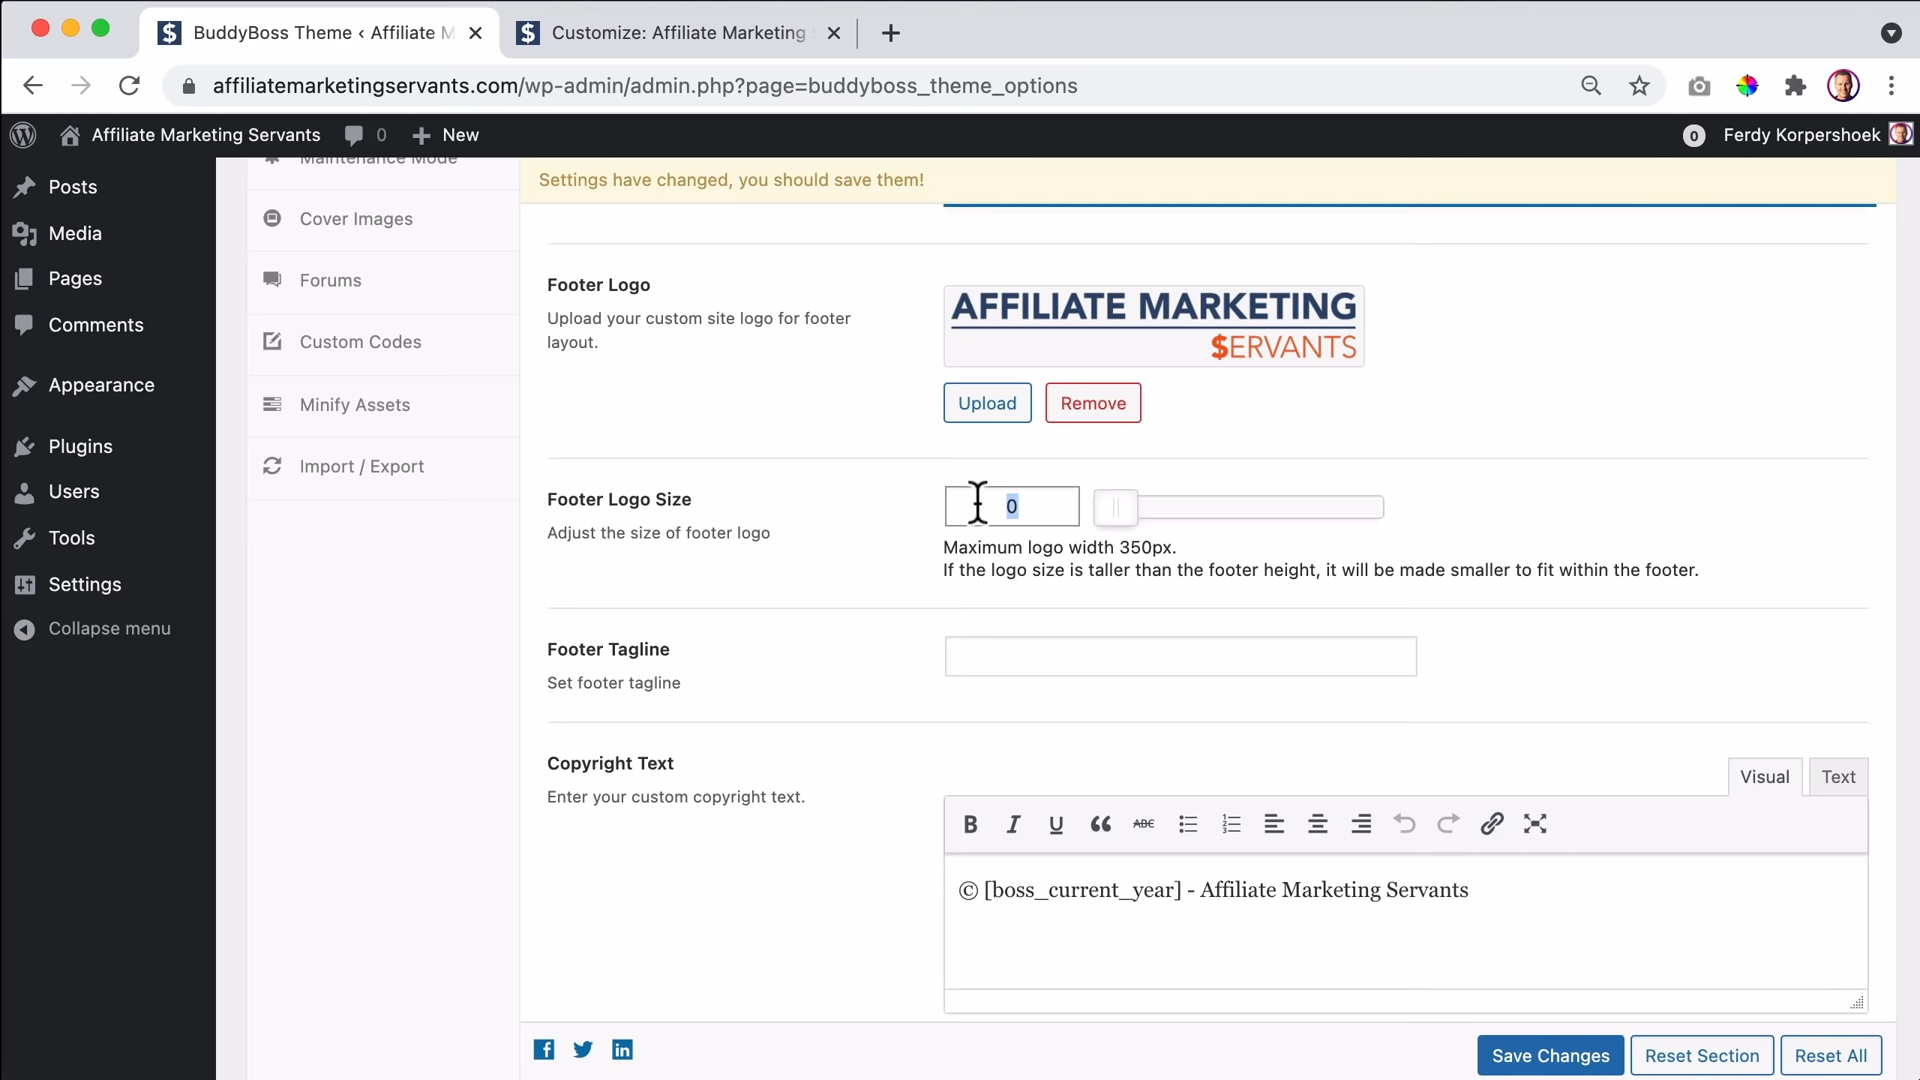 BuddyBoss Theme ‹ Affiliate M
Customize: Affiliate Marketing
affiliatemarketingservants.com/wp-admin/admin.php?page=buddyboss_theme_options
Affiliate Marketing Servants
0
New
0
Ferdy Korpershoek
Posts
Media
Pages
Comments
Appearance
Plugins
Users
Tools
Settings
Collapse menu
Maintenance Mode
Cover Images
Forums
Custom Codes
Minify Assets
Import / Export
Settings have changed, you should save them!
Footer Logo
Upload your custom site logo for footer
layout.
AFFILIATE MARKETING
$ERVANTS
Upload
Remove
Footer Logo Size
Adjust the size of footer logo
0
Maximum logo width 350px.
If the logo size is taller than the footer height, it will be made smaller to fit within the footer.
Footer Tagline
Set footer tagline
Copyright Text
Enter your custom copyright text.
Visual
Text
B I U ABC
© [boss_current_year] - Affiliate Marketing Servants
Save Changes
Reset Section
Reset All